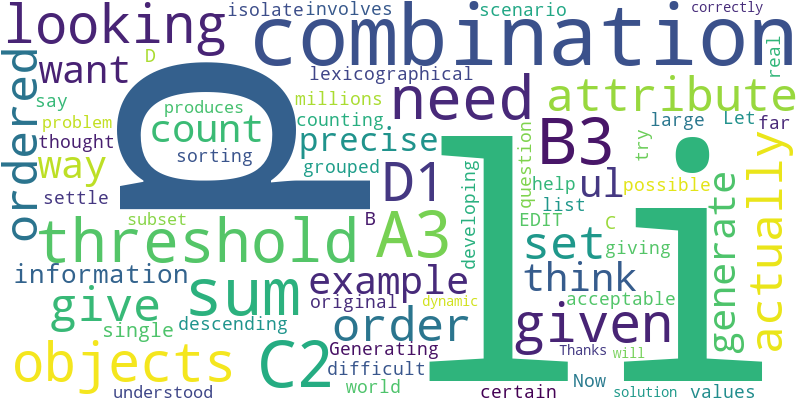 isolate involves scenario correctly
looking combination
want lexicographical real
D need attribute
say produces millions
problem count counting large Let far
thought sorting precise B3 try
ordered way grouped D1 ul question help possible
settle subset B list
p li
threshold A3 EDIT C developing set giving generate actually
information sum example think
give original dynamic acceptable
single descending order given
objects C2 Generating difficult Thanks will
world Now
understood certain solution values